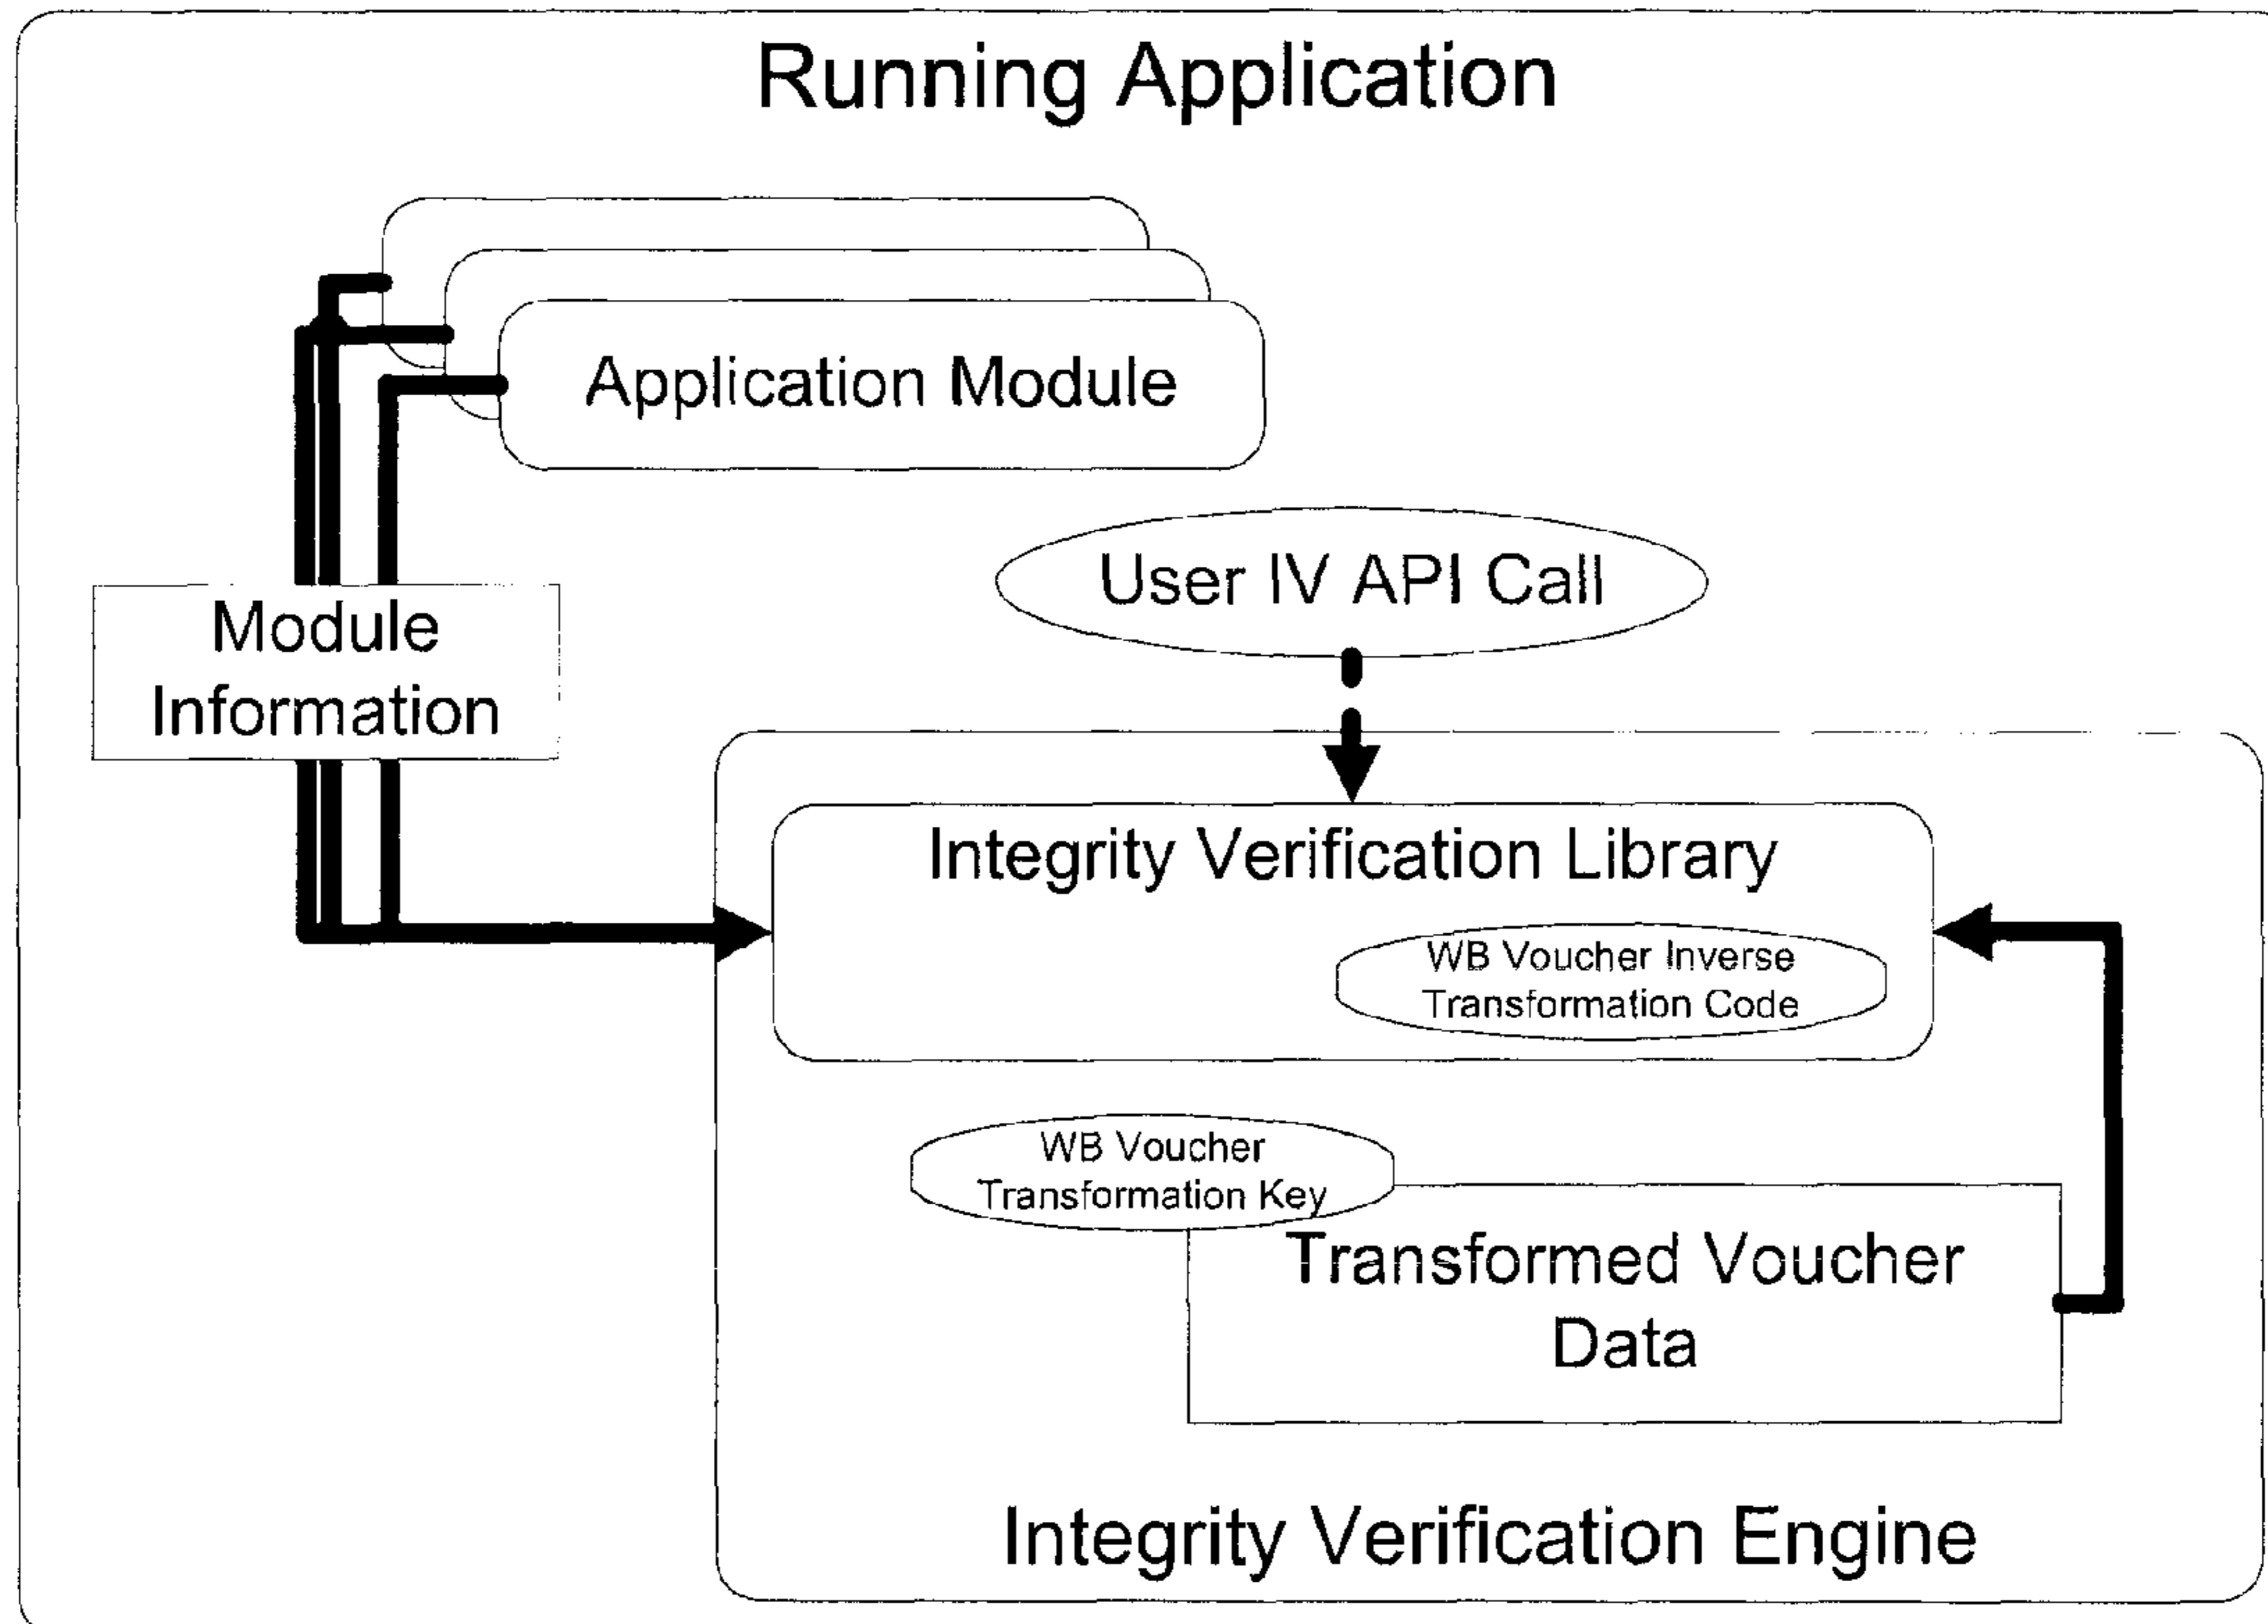 Running Application
Application Module
User IV API Call
Module
Information
Integrity Verification Library
WB Voucher Inverse
Transformation Code
WB Voucher
Transformation Key
Transformed Voucher
Data
Integrity Verification Engine